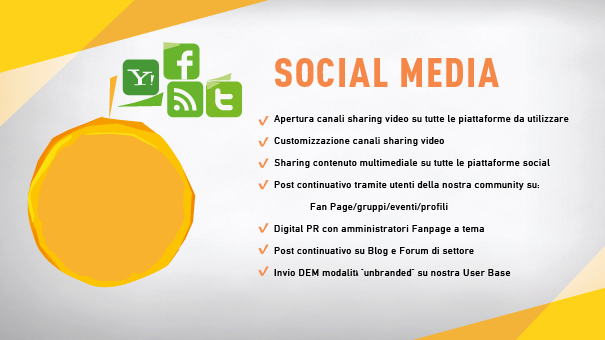 Y!
f
t
SOCIAL MEDIA
Apertura canali sharing video su tutte le piattaforme da utilizzare
Customizzazione canali sharing video
Sharing contenuto multimediale su tutte le piattaforme social
Post continuativo tramite utenti della nostra community su:
Fan Page/gruppi/eventi/profili
Digital PR con amministratori Fanpage a tema
Post continuativo su Blog e Forum di settore
Invio DEM modalità "unbranded" su nostra User Base